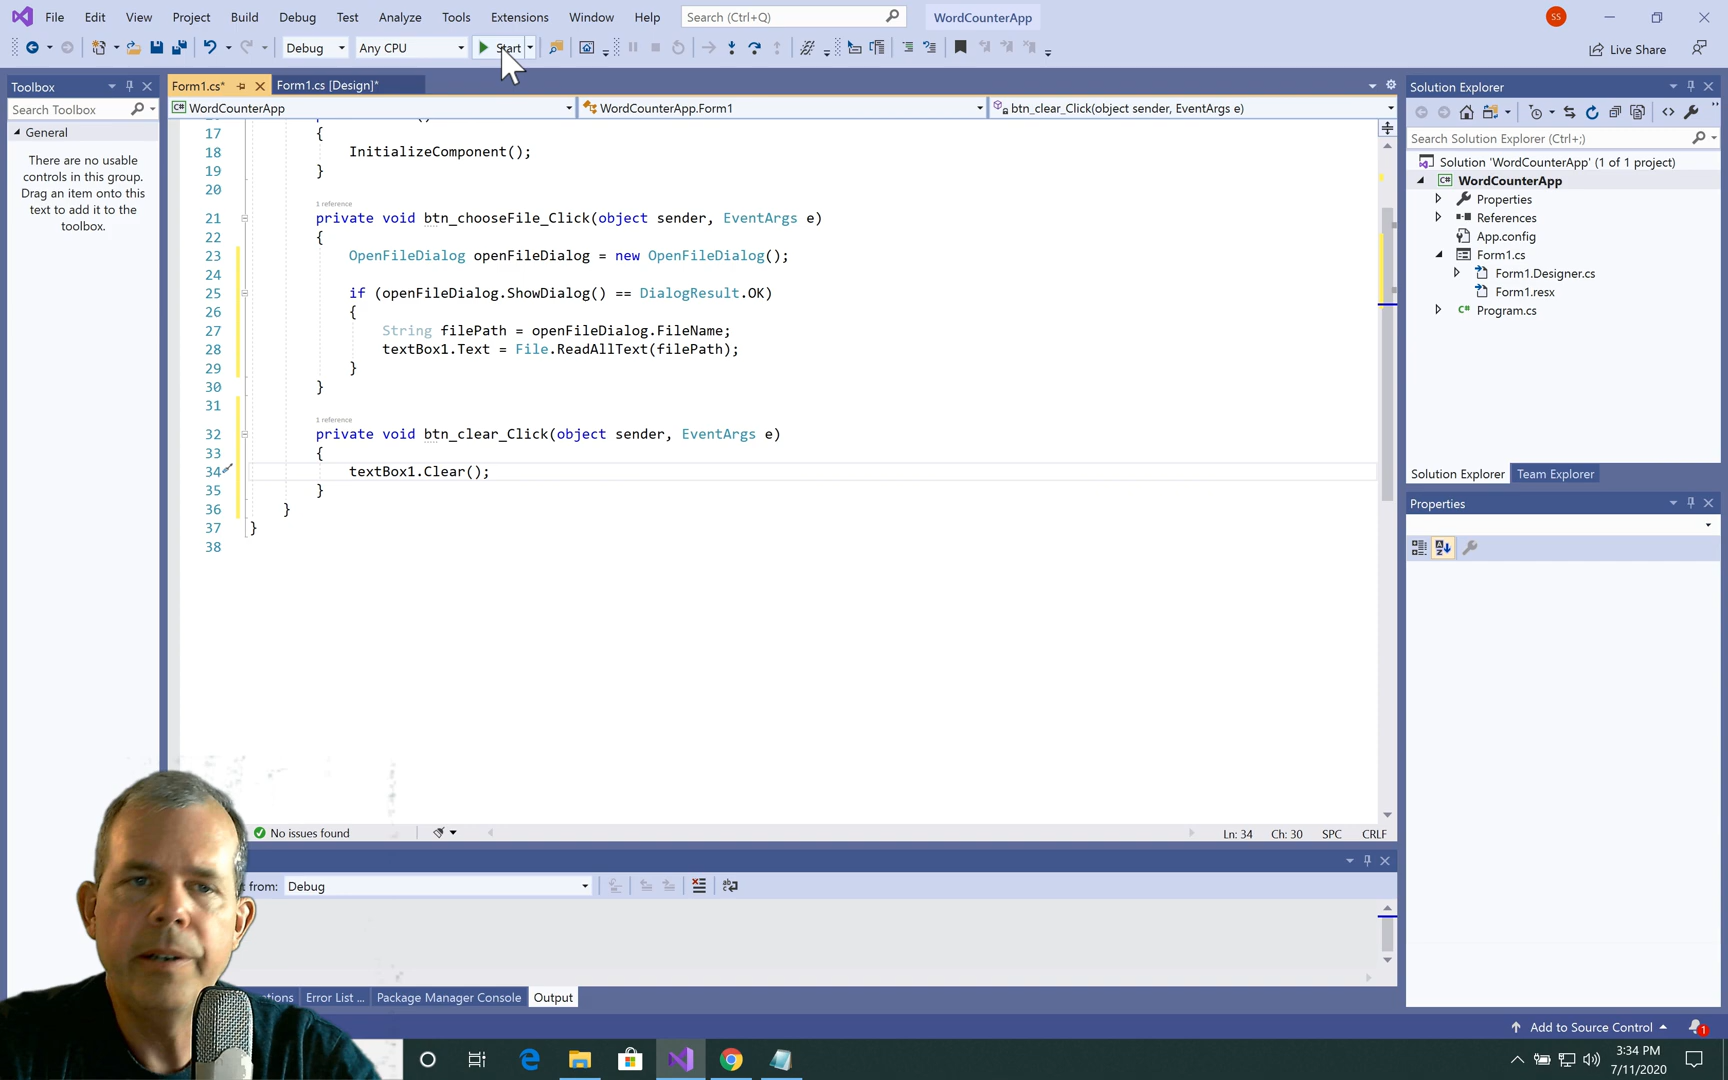 File Edit View Project Build Debug Test Analyze Tools Extensions Window Help Search (Ctrl+Q) WordCounterApp SS
Debug Any CPU Start Live Share
Toolbox
Search Toolbox
General
There are no usable
controls in this group.
Drag an item onto this
text to add it to the
toolbox.
Form1.cs* Form1.cs [Design]*
WordCounterApp WordCounterApp.Form1 btn_clear_Click(object sender, EventArgs e)
17 {
18 InitializeComponent();
19 }
20
1 reference
21 private void btn_chooseFile_Click(object sender, EventArgs e)
22 {
23 OpenFileDialog openFileDialog = new OpenFileDialog();
24
25 if (openFileDialog.ShowDialog() == DialogResult.OK)
26 {
27 String filePath = openFileDialog.FileName;
28 textBox1.Text = File.ReadAllText(filePath);
29 }
30 }
31
1 reference
32 private void btn_clear_Click(object sender, EventArgs e)
33 {
34 textBox1.Clear();
35 }
36 }
37 }
38
No issues found Ln: 34 Ch: 30 SPC CRLF
from: Debug
Error List ... Package Manager Console Output
Solution Explorer
Search Solution Explorer (Ctrl+;)
Solution 'WordCounterApp' (1 of 1 project)
WordCounterApp
Properties
References
App.config
Form1.cs
Form1.Designer.cs
Form1.resx
Program.cs
Solution Explorer Team Explorer
Properties
Add to Source Control 1
3:34 PM
7/11/2020